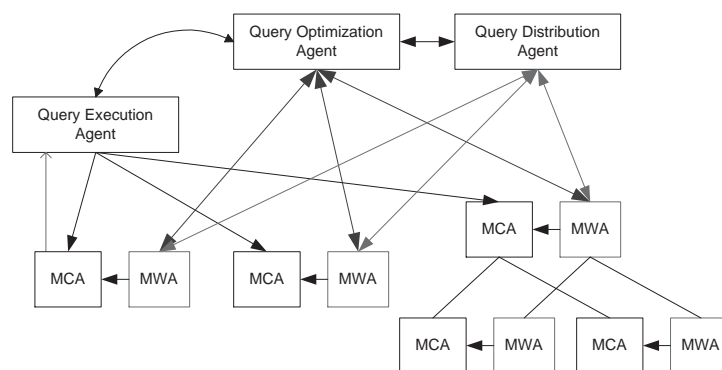 Query Optimization
Agent
Query Distribution
Agent
Query Execution
Agent
MCA
MWA
MCA
MWA
MCA
MWA
MCA
MWA
MCA
MWA